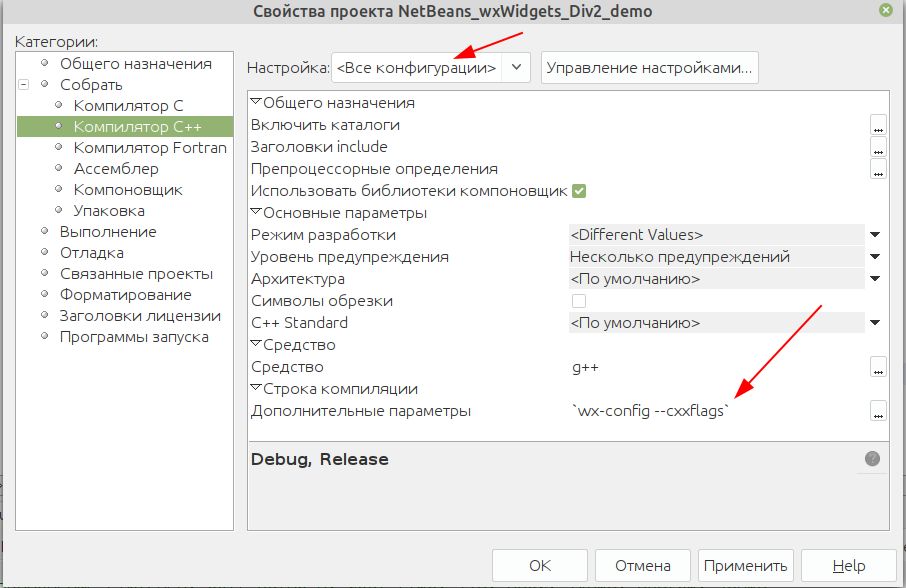 Свойства проекта NetBeans_wxWidgets_Div2_demo
Категории:
Общего назначения
Собрать
Компилятор C
Компилятор C++
Компилятор Fortran
Ассемблер
Компоновщик
Упаковка
Выполнение
Отладка
Связанные проекты
Форматирование
Заголовки лицензии
Программы запуска
Настройка: <Все конфигурации> Управление настройками...
Общего назначения
Включить каталоги ...
Заголовки include ...
Препроцессорные определения ...
Использовать библиотеки компоновщик
Основные параметры
Режим разработки <Different Values>
Уровень предупреждения Несколько предупреждений
Архитектура <По умолчанию>
Символы обрезки
C++ Standard <По умолчанию>
Средство
Средство g++ ...
Строка компиляции
Дополнительные параметры `wx-config --cxxflags` ...
Debug, Release ?
OK Отмена Применить Help